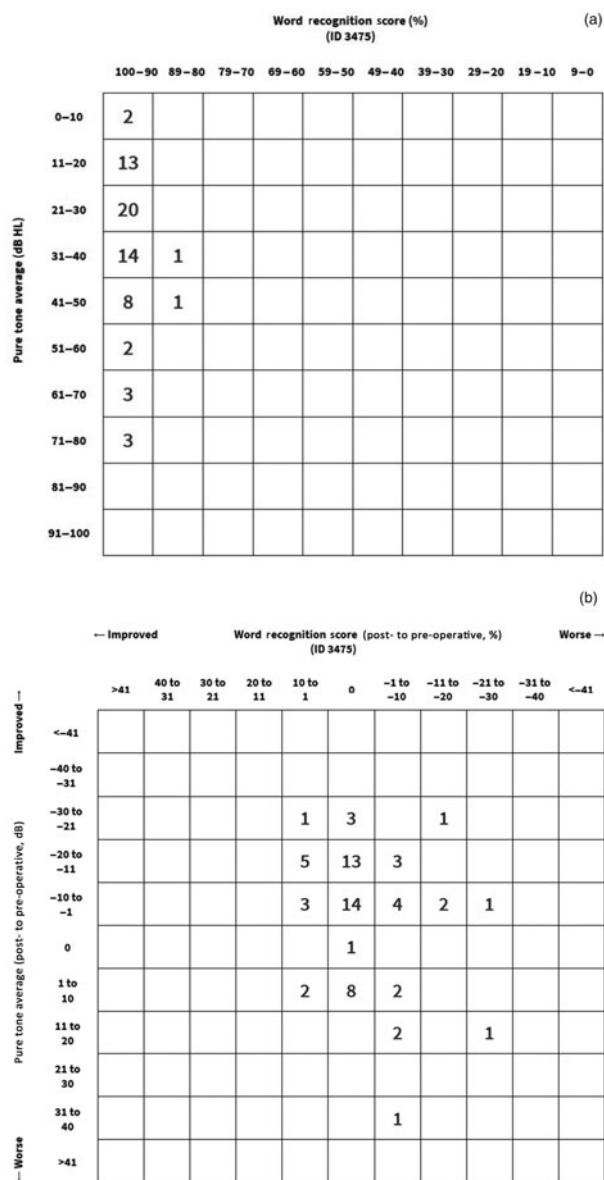 Word recognition score (%)
(ID 3475)
(a)
100–90 89–80 79–70 69–60 59–50 49–40 39–30 29–20 19–10 9–0
Pure tone average (dB HL)
0–10 2
11–20 13
21–30 20
31–40 14 1
41–50 8 1
51–60 2
61–70 3
71–80 3
81–90
91–100
(b)
← Improved Word recognition score (post- to pre-operative, %) Worse →
(ID 3475)
>41 40 to 31 30 to 21 20 to 11 10 to 1 0 −1 to −10 −11 to −20 −21 to −30 −31 to −40 <−41
Improved →
Pure tone average (post- to pre-operative, dB)
← Worse
<−41
−40 to −31
−30 to −21 1 3 1
−20 to −11 5 13 3
−10 to −1 3 14 4 2 1
0 1
1 to 10 2 8 2
11 to 20 2 1
21 to 30
31 to 40 1
>41